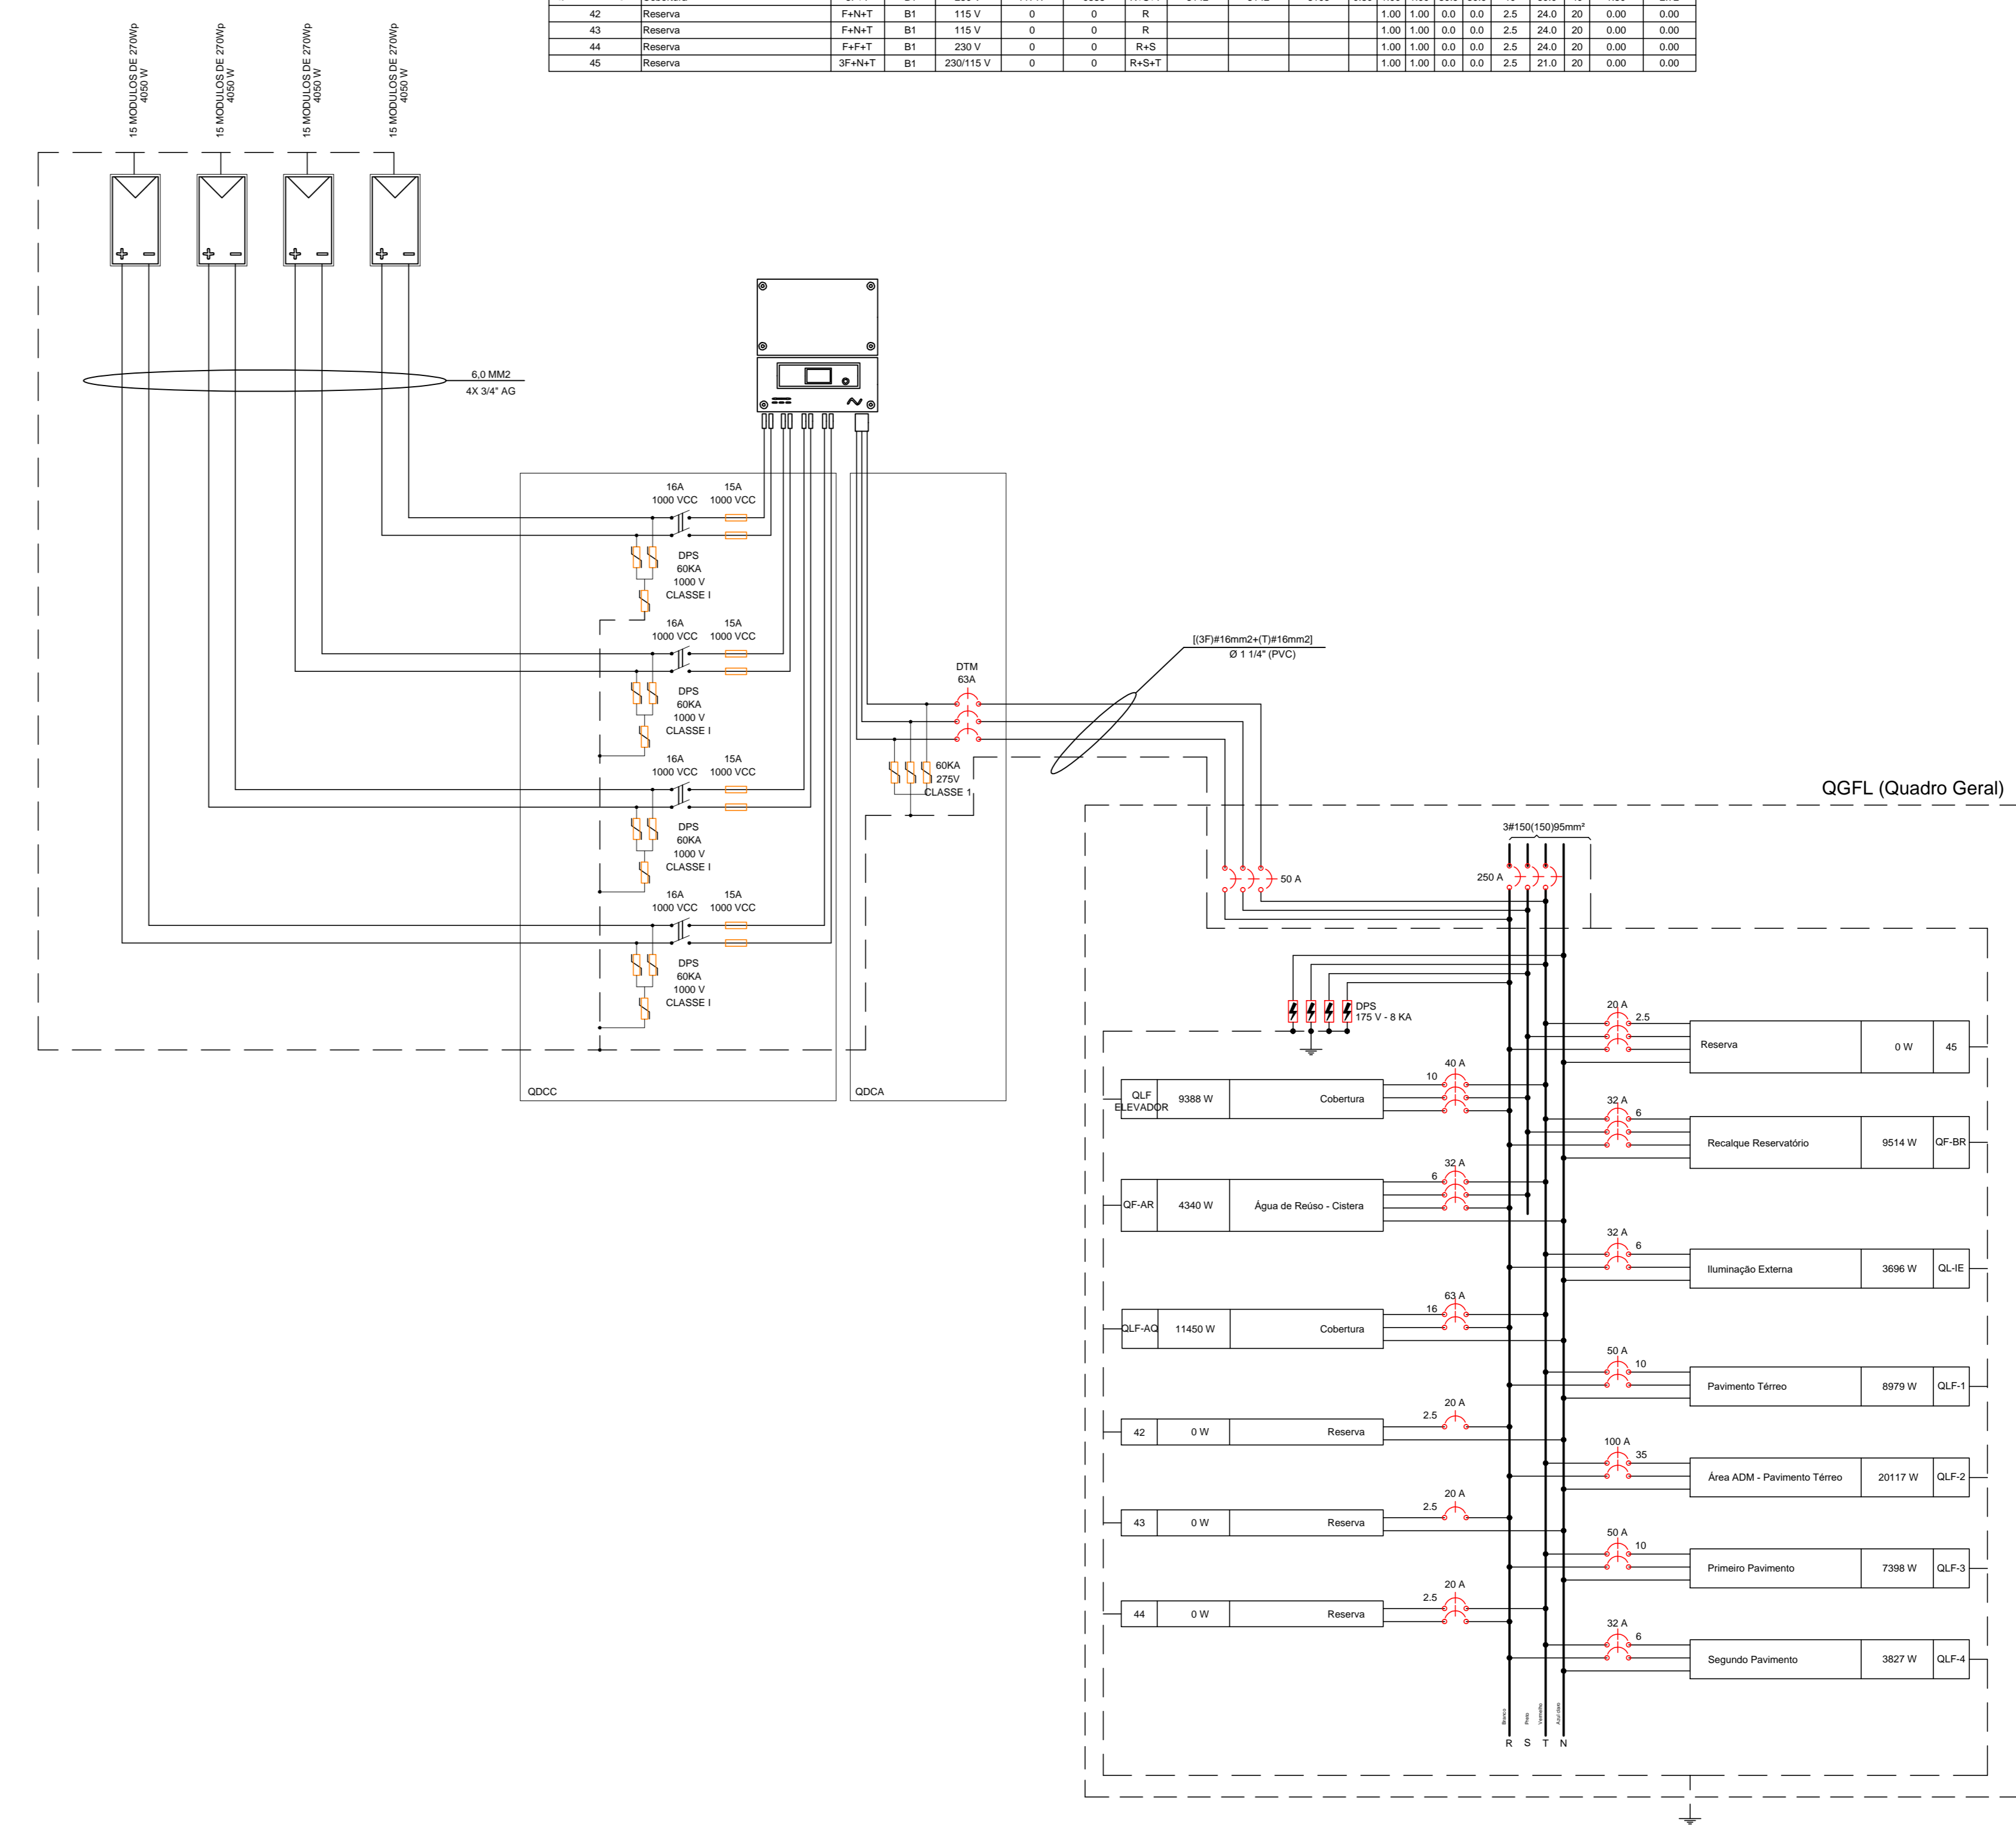 42 Reserva F+N+T B1 115 V 0 0 R 1.00 1.00 0.0 0.0 2.5 24.0 20 0.00 0.00
43 Reserva F+N+T B1 115 V 0 0 R 1.00 1.00 0.0 0.0 2.5 24.0 20 0.00 0.00
44 Reserva F+F+T B1 230 V 0 0 R+S 1.00 1.00 0.0 0.0 2.5 24.0 20 0.00 0.00
45 Reserva 3F+N+T B1 230/115 V 0 0 R+S+T 1.00 1.00 0.0 0.0 2.5 21.0 20 0.00 0.00
15 MODULOS DE 270Wp
4050 W
15 MODULOS DE 270Wp
4050 W
15 MODULOS DE 270Wp
4050 W
15 MODULOS DE 270Wp
4050 W
6,0 MM2
4X 3/4" AG
16A 15A
1000 VCC 1000 VCC
DPS
60KA
1000 V
CLASSE I
16A 15A
1000 VCC 1000 VCC
DPS
60KA
1000 V
CLASSE I
16A 15A
1000 VCC 1000 VCC
DPS
60KA
1000 V
CLASSE I
16A 15A
1000 VCC 1000 VCC
DPS
60KA
1000 V
CLASSE I
QDCC
QDCA
DTM
63A
60KA
275V
CLASSE 1
[(3F)#16mm2+(T)#16mm2]
Ø 1 1/4" (PVC)
50 A
QGFL (Quadro Geral)
3#150(150)95mm²
250 A
DPS
175 V - 8 KA
QLF ELEVADOR 9388 W Cobertura 10 40 A
QF-AR 4340 W Água de Reúso - Cistera 6 32 A
QLF-AQ 11450 W Cobertura 16 63 A
42 0 W Reserva 2.5 20 A
43 0 W Reserva 2.5 20 A
44 0 W Reserva 2.5 20 A
20 A 2.5 Reserva 0 W 45
32 A 6 Recalque Reservatório 9514 W QF-BR
32 A 6 Iluminação Externa 3696 W QL-IE
50 A 10 Pavimento Térreo 8979 W QLF-1
100 A 35 Área ADM - Pavimento Térreo 20117 W QLF-2
50 A 10 Primeiro Pavimento 7398 W QLF-3
32 A 6 Segundo Pavimento 3827 W QLF-4
Branco
Preto
Vermelho
Azul claro
R S T N